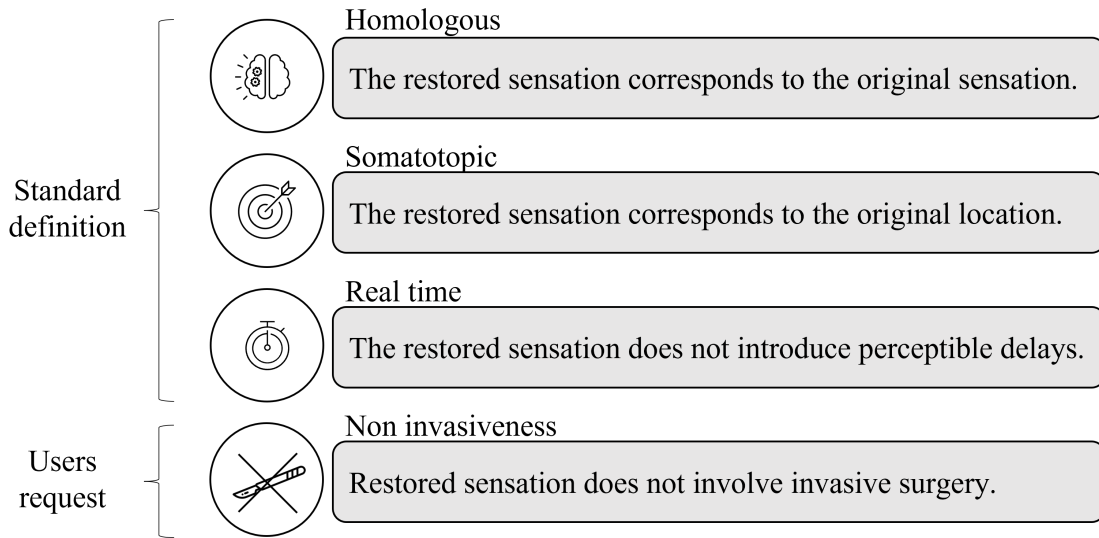 Homologous
The restored sensation corresponds to the original sensation.
Somatotopic
The restored sensation corresponds to the original location.
Standard
definition
Real time
The restored sensation does not introduce perceptible delays.
Non invasiveness
Users
request
Restored sensation does not involve invasive surgery.